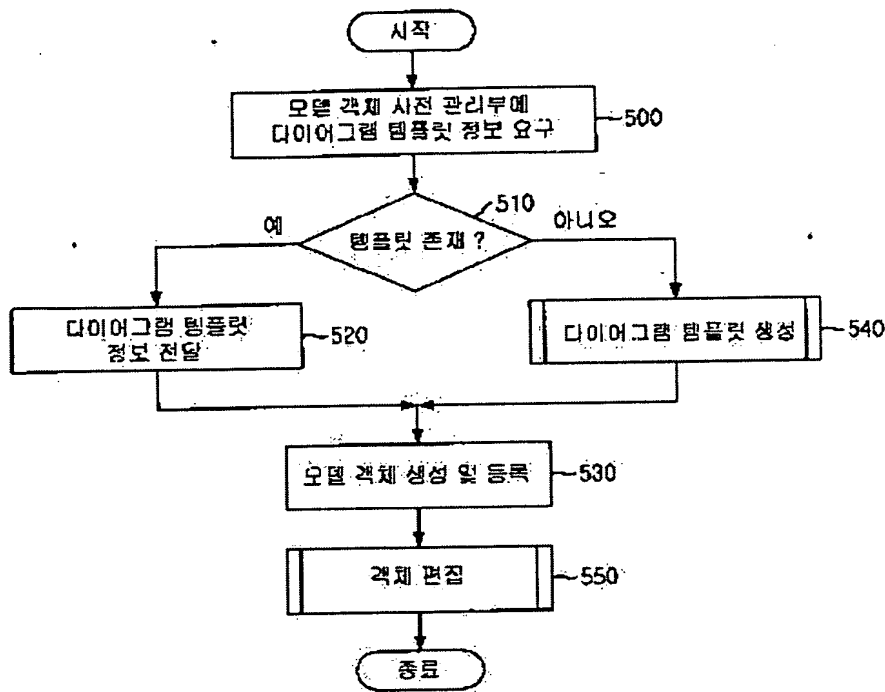 시작
모델 객체 사전 관리부에
다이어그램 템플릿 정보 요구
500
510
예
아니오
템플릿 존재 ?
다이어그램 템플릿
정보 전달
520
다이어그램 템플릿 생성
540
모델 객체 생성 및 등록
530
객체 편집
550
종료